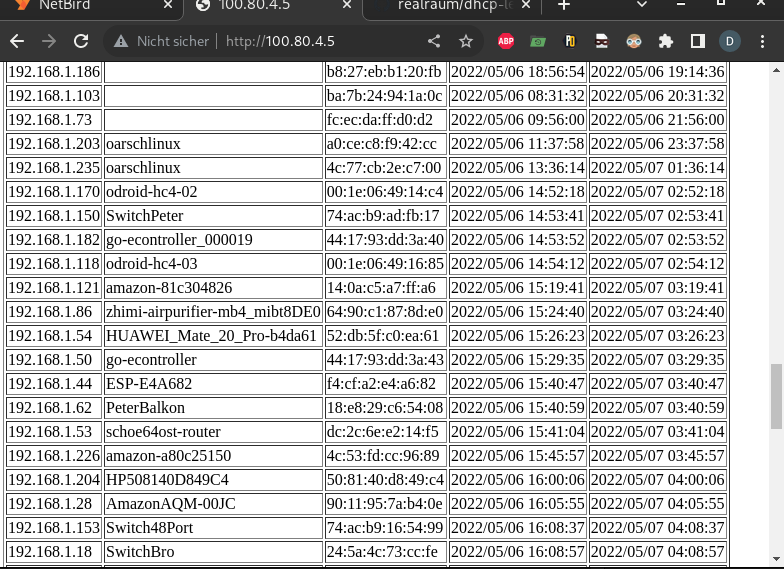 NetBird
100.80.4.5
realraum/dhcp-le
Nicht sicher
http://100.80.4.5
ABP
D
192.168.1.186 b8:27:eb:b1:20:fb 2022/05/06 18:56:54 2022/05/06 19:14:36
192.168.1.103 ba:7b:24:94:1a:0c 2022/05/06 08:31:32 2022/05/06 20:31:32
192.168.1.73 fc:ec:da:ff:d0:d2 2022/05/06 09:56:00 2022/05/06 21:56:00
192.168.1.203 oarschlinux a0:ce:c8:f9:42:cc 2022/05/06 11:37:58 2022/05/06 23:37:58
192.168.1.235 oarschlinux 4c:77:cb:2e:c7:00 2022/05/06 13:36:14 2022/05/07 01:36:14
192.168.1.170 odroid-hc4-02 00:1e:06:49:14:c4 2022/05/06 14:52:18 2022/05/07 02:52:18
192.168.1.150 SwitchPeter 74:ac:b9:ad:fb:17 2022/05/06 14:53:41 2022/05/07 02:53:41
192.168.1.182 go-econtroller_000019 44:17:93:dd:3a:40 2022/05/06 14:53:52 2022/05/07 02:53:52
192.168.1.118 odroid-hc4-03 00:1e:06:49:16:85 2022/05/06 14:54:12 2022/05/07 02:54:12
192.168.1.121 amazon-81c304826 14:0a:c5:a7:ff:a6 2022/05/06 15:19:41 2022/05/07 03:19:41
192.168.1.86 zhimi-airpurifier-mb4_mibt8DE0 64:90:c1:87:8d:e0 2022/05/06 15:24:40 2022/05/07 03:24:40
192.168.1.54 HUAWEI_Mate_20_Pro-b4da61 52:db:5f:c0:ea:61 2022/05/06 15:26:23 2022/05/07 03:26:23
192.168.1.50 go-econtroller 44:17:93:dd:3a:43 2022/05/06 15:29:35 2022/05/07 03:29:35
192.168.1.44 ESP-E4A682 f4:cf:a2:e4:a6:82 2022/05/06 15:40:47 2022/05/07 03:40:47
192.168.1.62 PeterBalkon 18:e8:29:c6:54:08 2022/05/06 15:40:59 2022/05/07 03:40:59
192.168.1.53 schoe64ost-router dc:2c:6e:e2:14:f5 2022/05/06 15:41:04 2022/05/07 03:41:04
192.168.1.226 amazon-a80c25150 4c:53:fd:cc:96:89 2022/05/06 15:45:57 2022/05/07 03:45:57
192.168.1.204 HP508140D849C4 50:81:40:d8:49:c4 2022/05/06 16:00:06 2022/05/07 04:00:06
192.168.1.28 AmazonAQM-00JC 90:11:95:7a:b4:0e 2022/05/06 16:05:55 2022/05/07 04:05:55
192.168.1.153 Switch48Port 74:ac:b9:16:54:99 2022/05/06 16:08:37 2022/05/07 04:08:37
192.168.1.18 SwitchBro 24:5a:4c:73:cc:fe 2022/05/06 16:08:57 2022/05/07 04:08:57